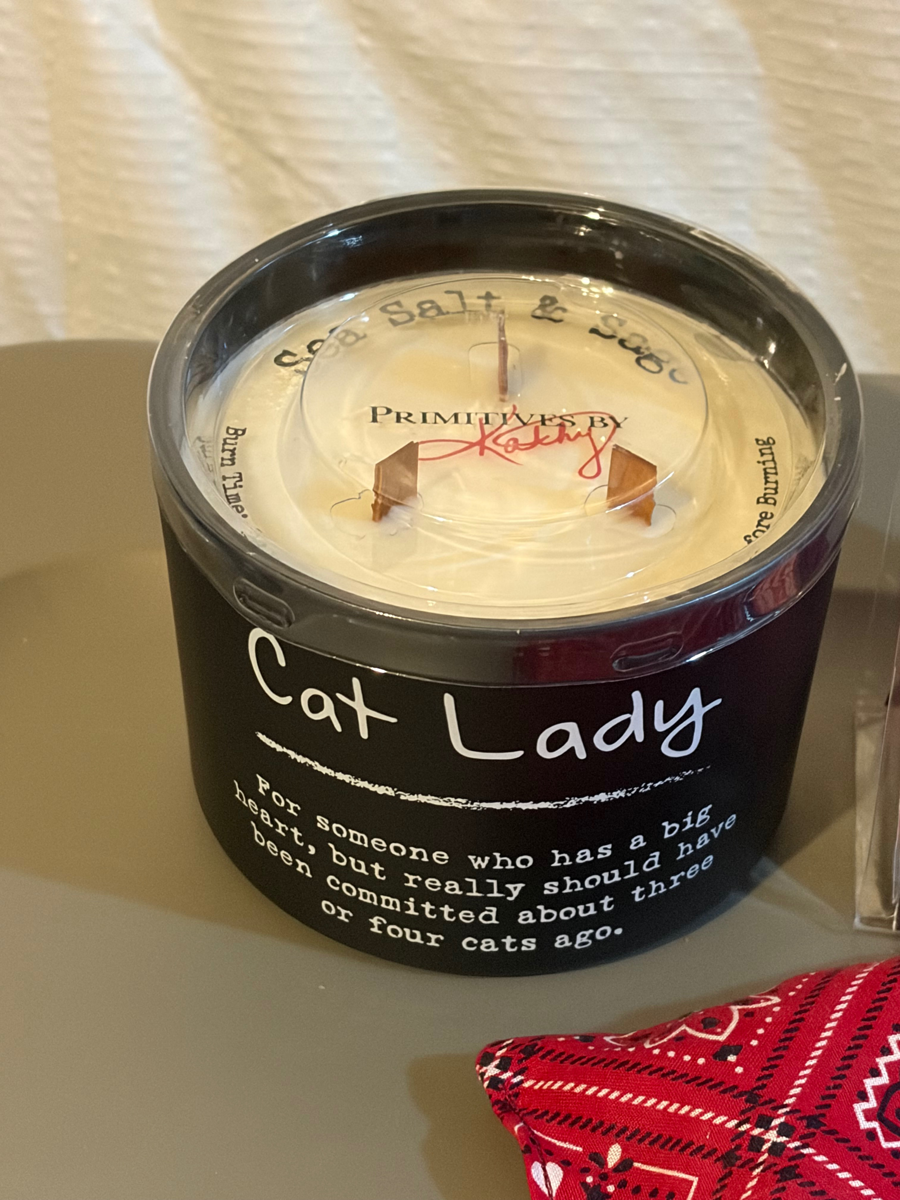 Sea Salt & Sage
PRIMITIVES BY
Kathy
Burn Time:
fore Burning
Cat Lady
For someone who has a big
heart, but really should have
been committed about three
or four cats ago.